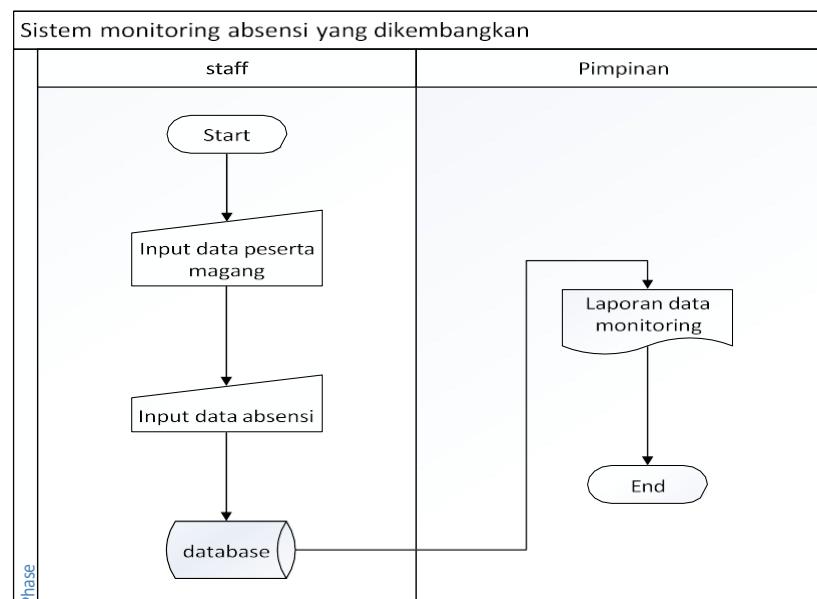 Sistem monitoring absensi yang dikembangkan
staff
Pimpinan
Start
Input data peserta
magang
Input data absensi
database
Laporan data
monitoring
End
Phase